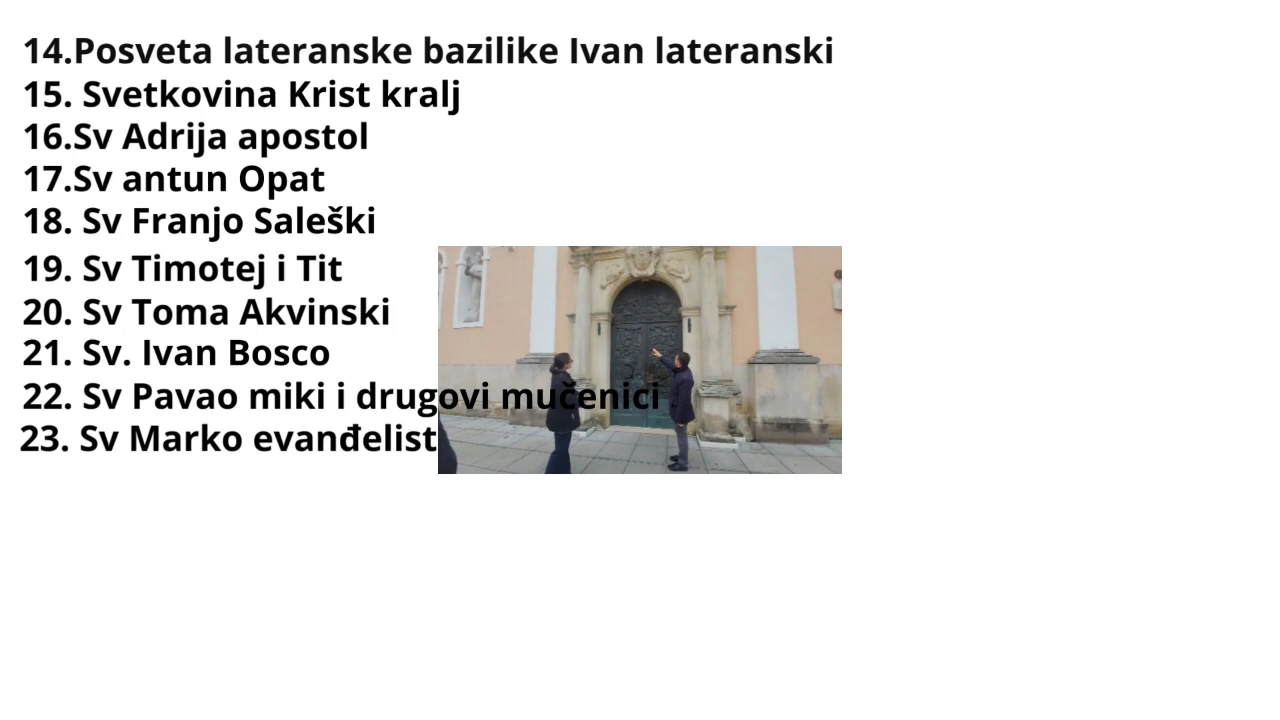 14.Posveta lateranske bazilike Ivan lateranski
15. Svetkovina Krist kralj
16.Sv Adrija apostol
17.Sv antun Opat
18. Sv Franjo Saleški
19. Sv Timotej i Tit
20. Sv Toma Akvinski
21. Sv. Ivan Bosco
22. Sv Pavao miki i drugovi mučenici
23. Sv Marko evanđelist